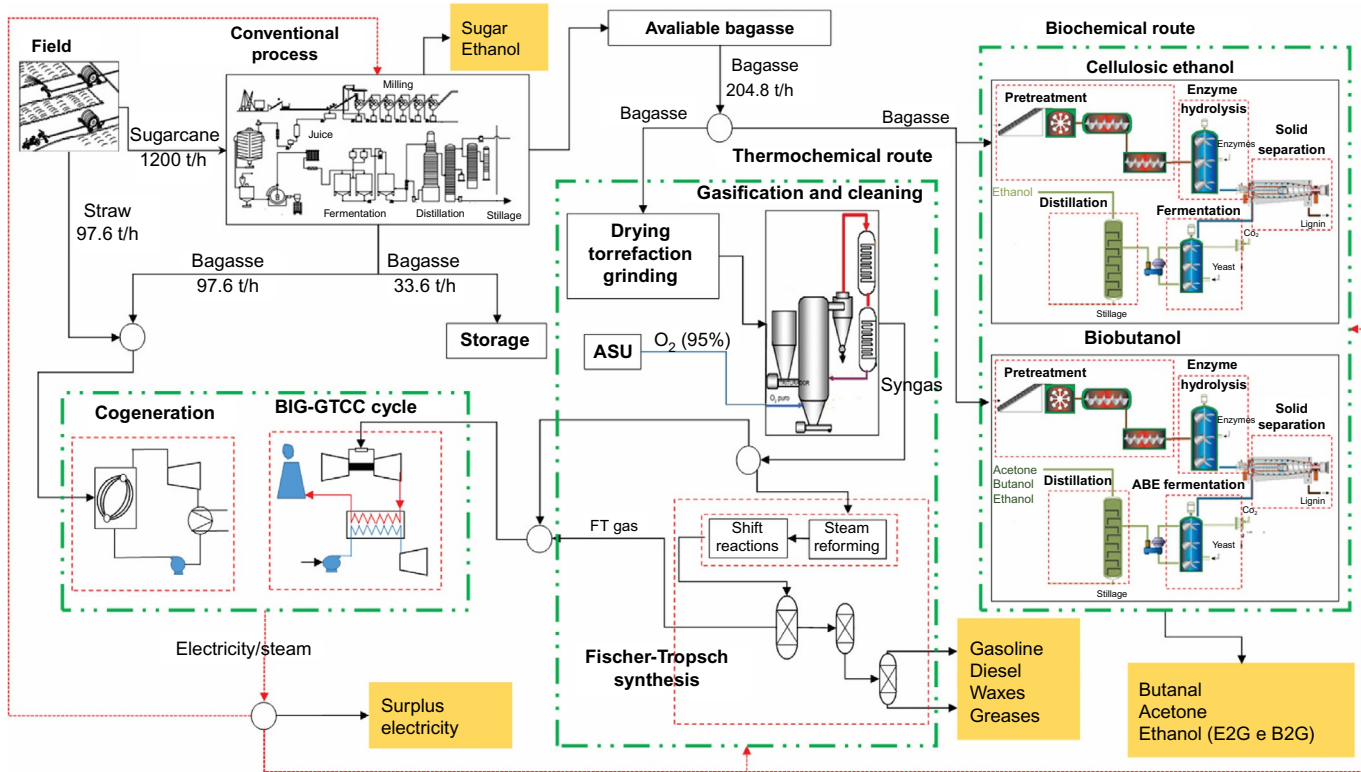 Field
Conventional
process
Sugar
Ethanol
Avaliable bagasse
Biochemical route
Milling
Juice
Fermentation
Distillation
Stillage
Sugarcane
1200 t/h
Bagasse
204.8 t/h
Bagasse
Bagasse
Straw
97.6 t/h
Bagasse
97.6 t/h
Bagasse
33.6 t/h
Storage
Thermochemical route
Gasification and cleaning
Drying
torrefaction
grinding
ASU
O₂ (95%)
O₂ puro
Syngas
Cellosic ethanol
Pretreatment
Enzyme
hydrolysis
Enzymes
Solid
separation
Lignin
Ethanol
Distillation
Fermentation
Co₂
Yeast
Stillage
Biobutanol
Pretreatment
Enzyme
hydrolysis
Enzymes
Solid
separation
Lignin
Acetone
Butanol
Ethanol
Distillation
ABE fermentation
Co₂
Yeast
Stillage
Cogeneration
BIG-GTCC cycle
FT gas
Shift
reactions
Steam
reforming
Fischer-Tropsch
synthesis
Electricity/steam
Surplus
electricity
Gasoline
Diesel
Waxes
Greases
Butanal
Acetone
Ethanol (E2G e B2G)